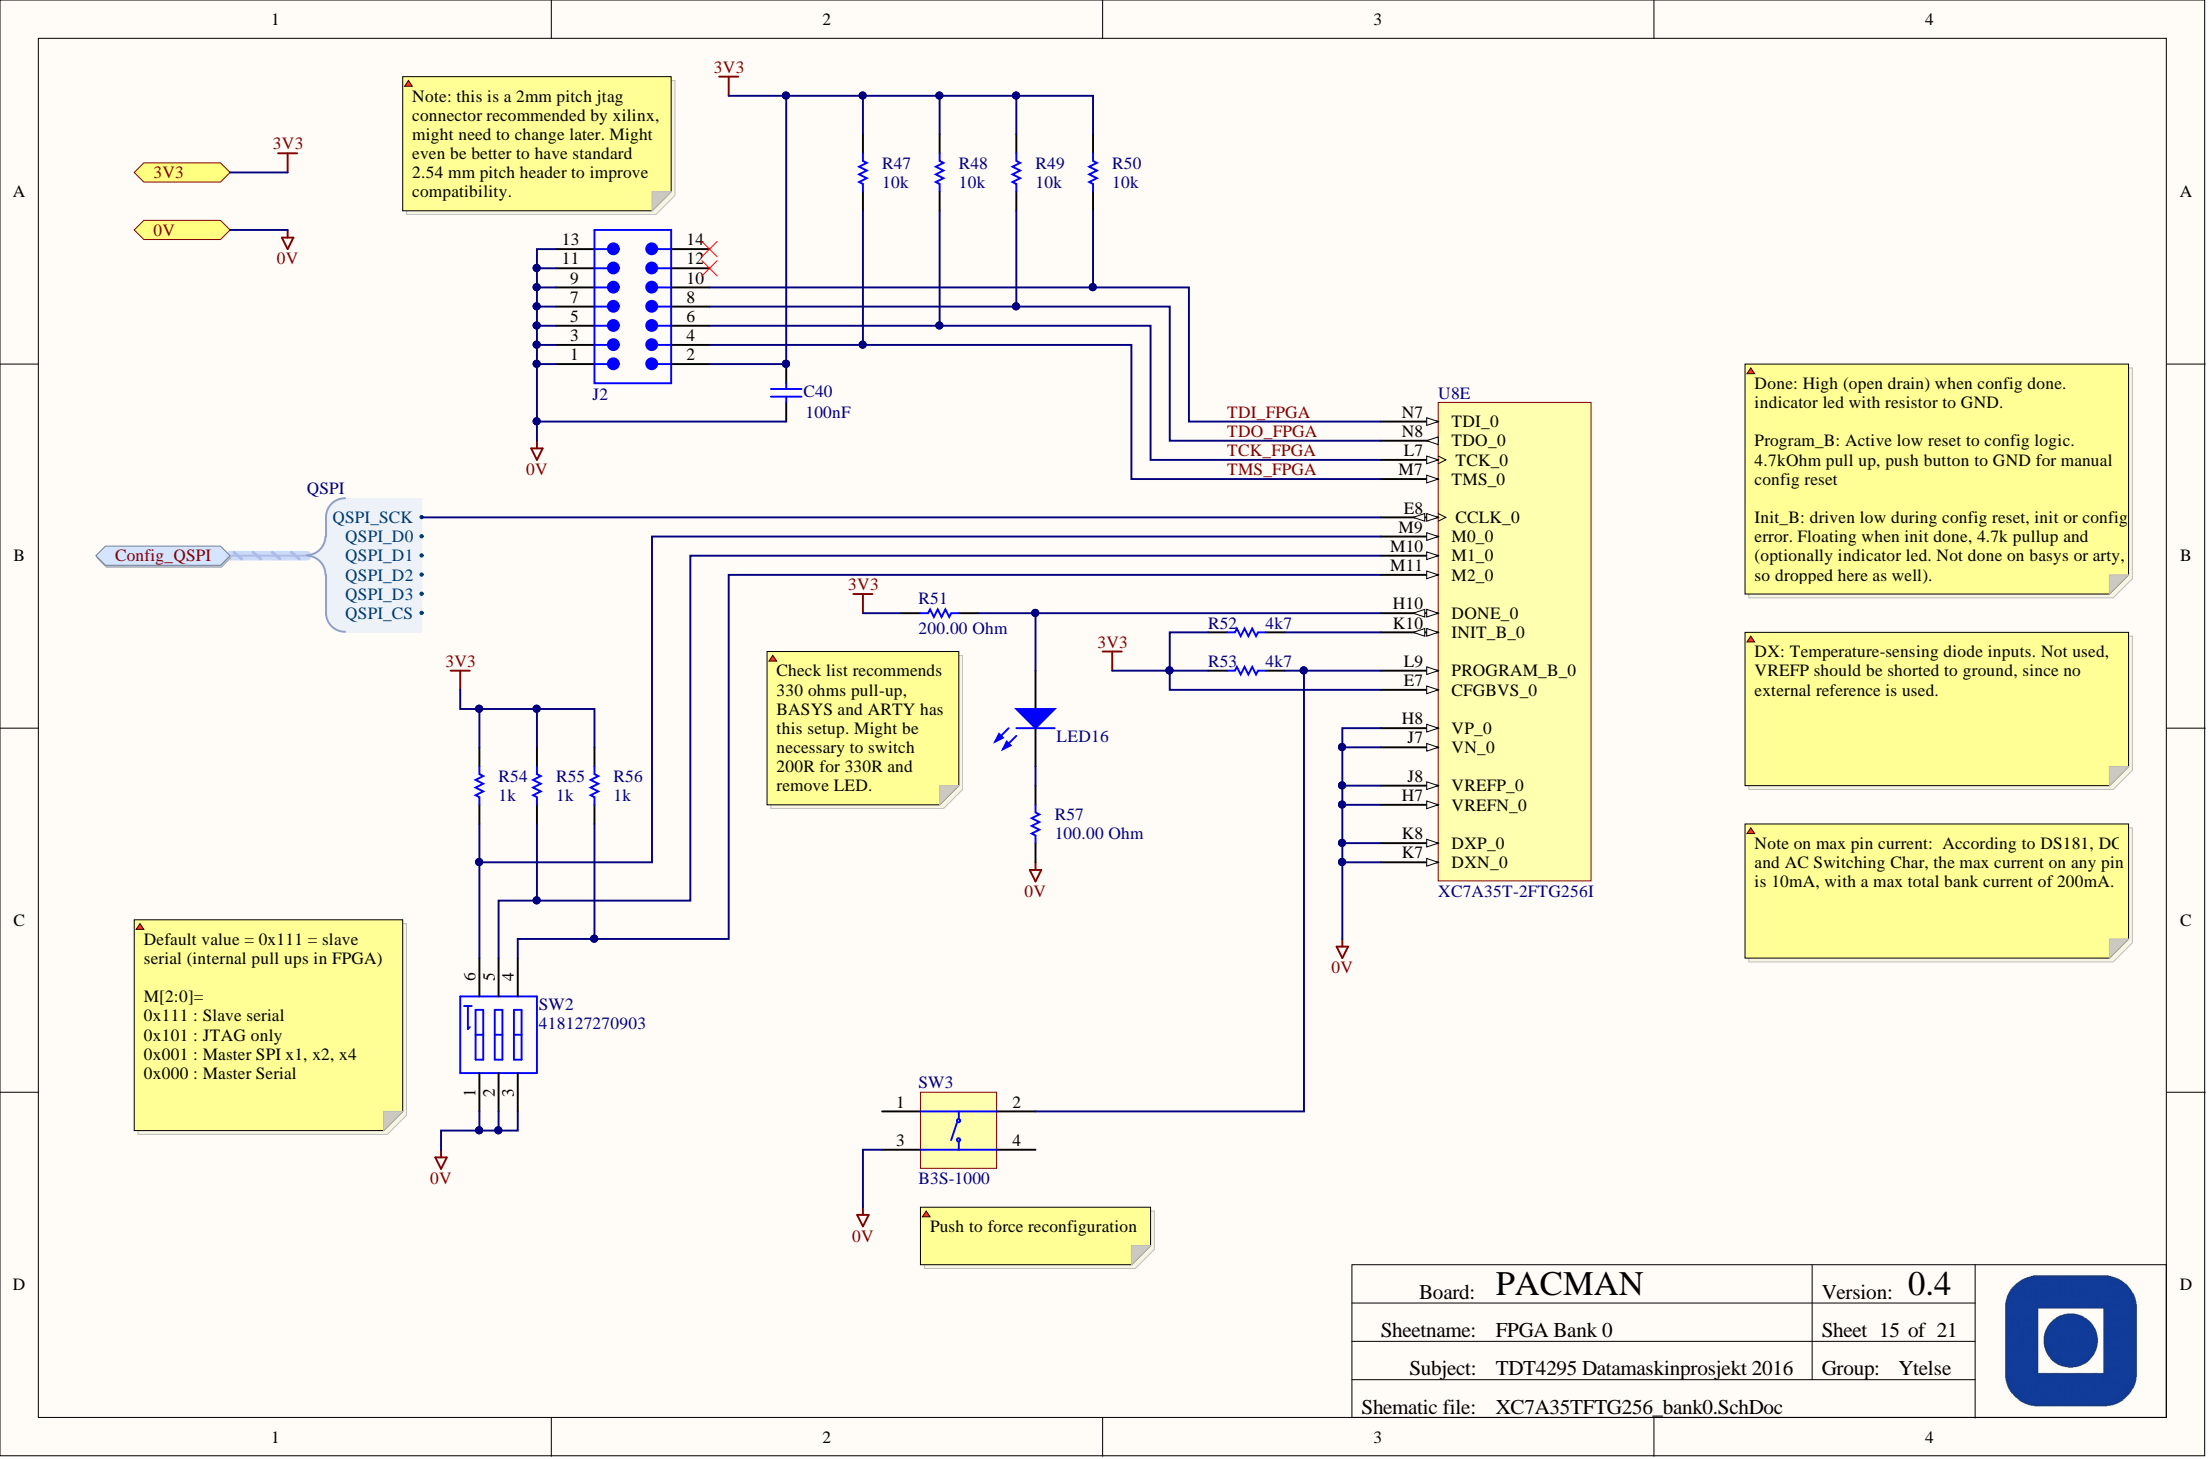 1 2 3 4
A A
B B
C C
D D
3V3
3V3
0V
0V
Note: this is a 2mm pitch jtag
connector recommended by xilinx,
might need to change later. Might
even be better to have standard
2.54 mm pitch header to improve
compatibility.
3V3
R47
10k
R48
10k
R49
10k
R50
10k
13 14
11 12
9 10
7 8
5 6
3 4
1 2
J2
C40
100nF
0V
QSPI
Config_QSPI
QSPI_SCK
QSPI_D0
QSPI_D1
QSPI_D2
QSPI_D3
QSPI_CS
U8E
TDI_FPGA N7 TDI_0
TDO_FPGA N8 TDO_0
TCK_FPGA L7 TCK_0
TMS_FPGA M7 TMS_0
E8 CCLK_0
M9 M0_0
M10 M1_0
M11 M2_0
H10 DONE_0
K10 INIT_B_0
L9 PROGRAM_B_0
E7 CFGBVS_0
H8 VP_0
J7 VN_0
J8 VREFP_0
H7 VREFN_0
K8 DXP_0
K7 DXN_0
XC7A35T-2FTG256I
0V
3V3
R51
200.00 Ohm
3V3
R52 4k7
R53 4k7
LED16
R57
100.00 Ohm
0V
Check list recommends
330 ohms pull-up,
BASYS and ARTY has
this setup. Might be
necessary to switch
200R for 330R and
remove LED.
3V3
R54
1k
R55
1k
R56
1k
6 5 4
SW2
418127270903
1 2 3
0V
Default value = 0x111 = slave
serial (internal pull ups in FPGA)
M[2:0]=
0x111 : Slave serial
0x101 : JTAG only
0x001 : Master SPI x1, x2, x4
0x000 : Master Serial
SW3
1 2
3 4
B3S-1000
0V
Push to force reconfiguration
Done: High (open drain) when config done.
indicator led with resistor to GND.
Program_B: Active low reset to config logic.
4.7kOhm pull up, push button to GND for manual
config reset
Init_B: driven low during config reset, init or config
error. Floating when init done, 4.7k pullup and
(optionally indicator led. Not done on basys or arty,
so dropped here as well).
DX: Temperature-sensing diode inputs. Not used,
VREFP should be shorted to ground, since no
external reference is used.
Note on max pin current: According to DS181, DC
and AC Switching Char, the max current on any pin
is 10mA, with a max total bank current of 200mA.
Board: PACMAN Version: 0.4
Sheetname: FPGA Bank 0 Sheet 15 of 21
Subject: TDT4295 Datamaskinprosjekt 2016 Group: Ytelse
Shematic file: XC7A35TFTG256_bank0.SchDoc
1 2 3 4